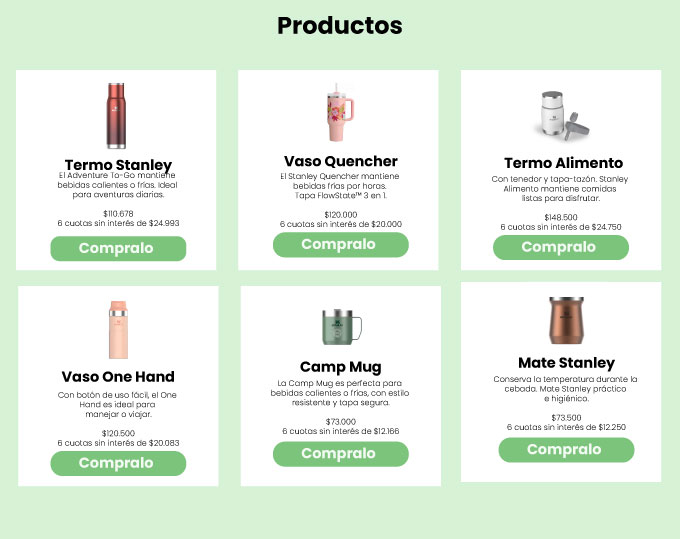 Productos
Termo Stanley
El Adventure To-Go mantiene
bebidas calientes o frías. Ideal
para aventuras diarias.
$110.678
6 cuotas sin interés de $24.993
Compralo
Vaso Quencher
El Stanley Quencher mantiene
bebidas frías por horas.
Tapa FlowState™ 3 en 1.
$120.000
6 cuotas sin interés de $20.000
Compralo
Termo Alimento
Con tenedor y tapa-tazón. Stanley
Alimento mantiene comidas
listas para disfrutar.
$148.500
6 cuotas sin interés de $24.750
Compralo
Vaso One Hand
Con botón de uso fácil, el One
Hand es ideal para
manejar o viajar.
$120.500
6 cuotas sin interés de $20.083
Compralo
Camp Mug
La Camp Mug es perfecta para
bebidas calientes o frías, con estilo
resistente y tapa segura.
$73.000
6 cuotas sin interés de $12.166
Compralo
Mate Stanley
Conserva la temperatura durante la
cebada. Mate Stanley práctico
e higiénico.
$73.500
6 cuotas sin interés de $12.250
Compralo